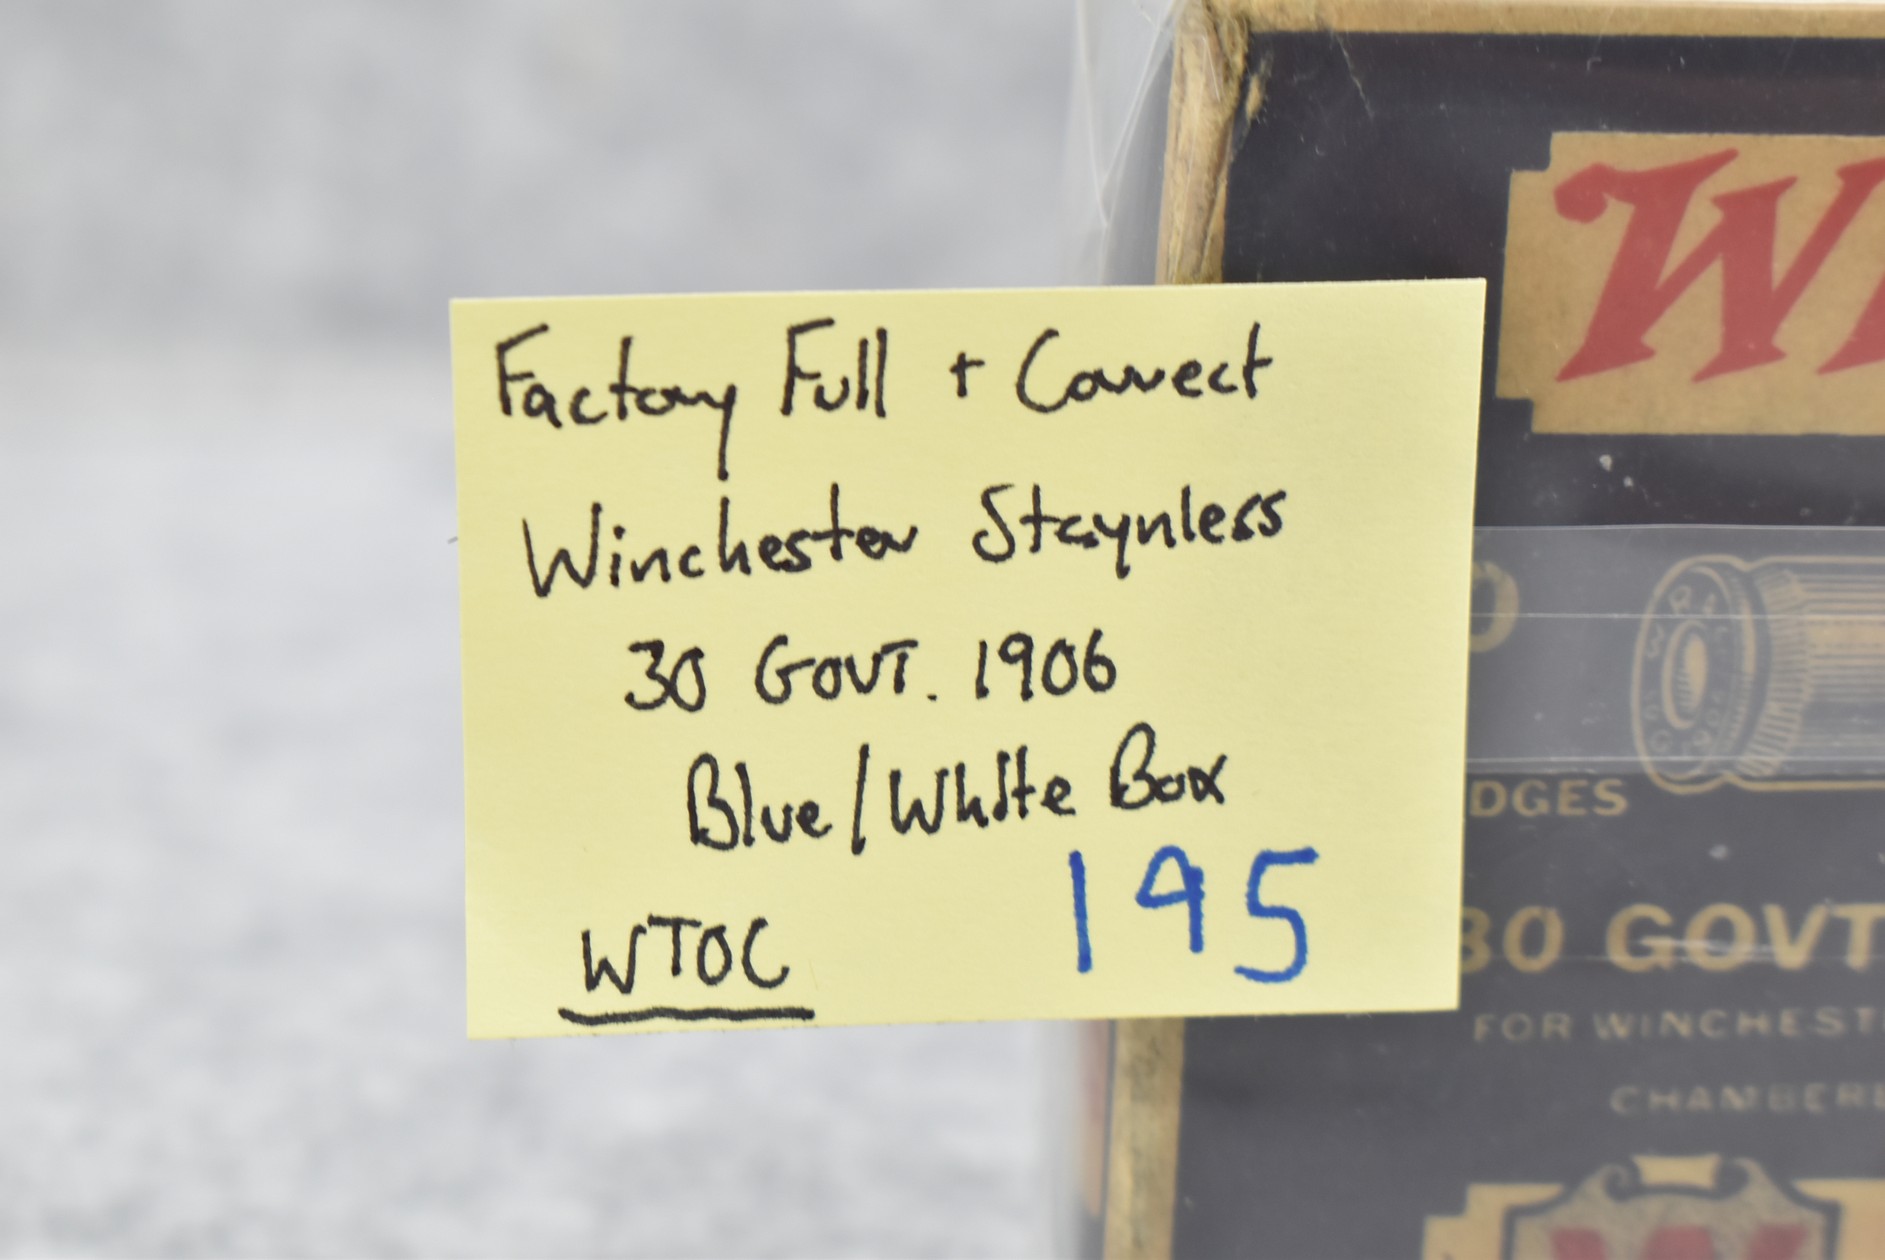 Factory Full + Correct
Winchester Staynless
30 GOVT. 1906
Blue/White Box
WTOC
195
WI
DGES
30 GOVT
FOR WINCHEST
CHAMBER
W